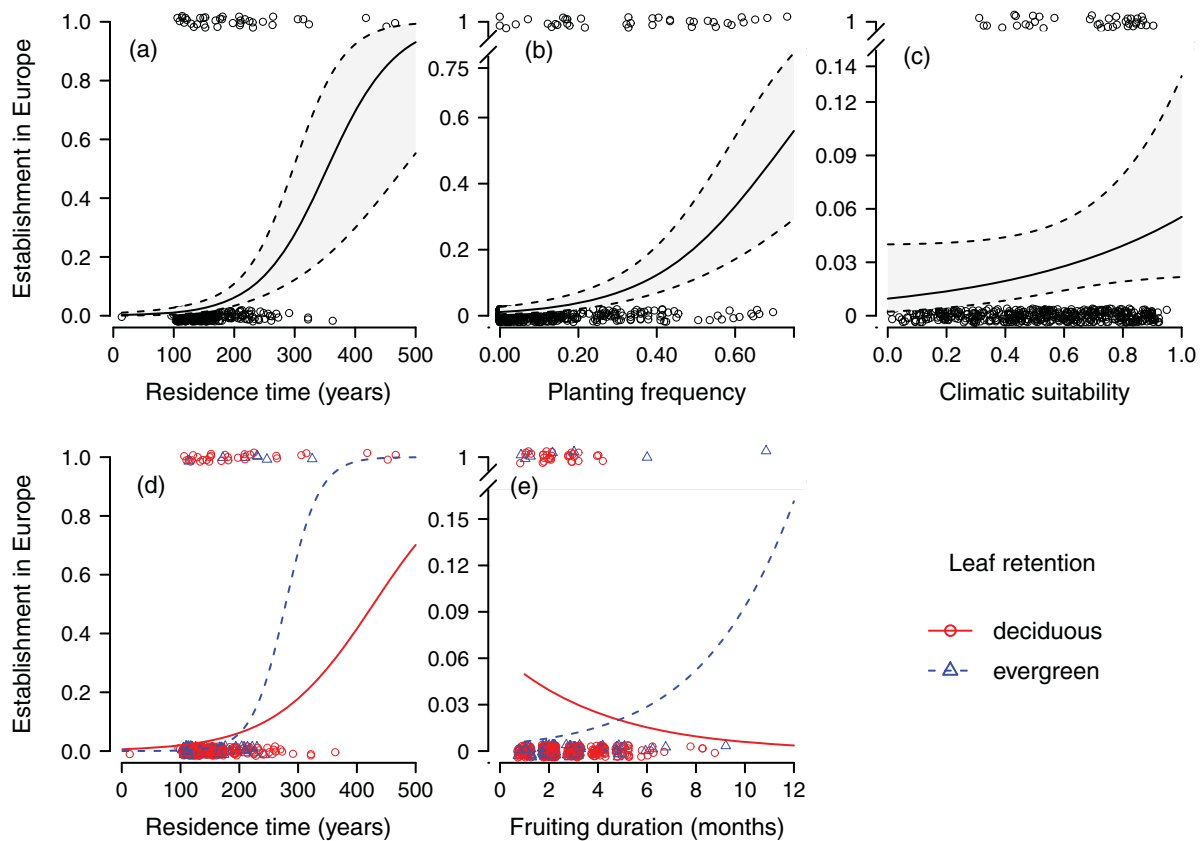 (a)
Establishment in Europe
1.0
0.8
0.6
0.4
0.2
0.0
0 100 200 300 400 500
Residence time (years)
(b)
1
0.75
0.50
0.25
0
0.00 0.20 0.40 0.60
Planting frequency
(c)
1
0.14
0.12
0.09
0.06
0.03
0
0.0 0.2 0.4 0.6 0.8 1.0
Climatic suitability
(d)
Establishment in Europe
1.0
0.8
0.6
0.4
0.2
0.0
0 100 200 300 400 500
Residence time (years)
(e)
1
0.15
0.12
0.09
0.06
0.03
0
0 2 4 6 8 10 12
Fruiting duration (months)
Leaf retention
deciduous
evergreen